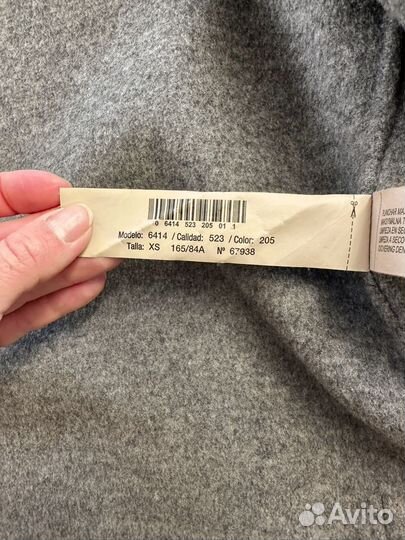 0 6414 523 205 01 1
Modelo: 6414 / Calidad: 523 / Color: 205
Talla: XS 165/84A Nº 67938
Avito